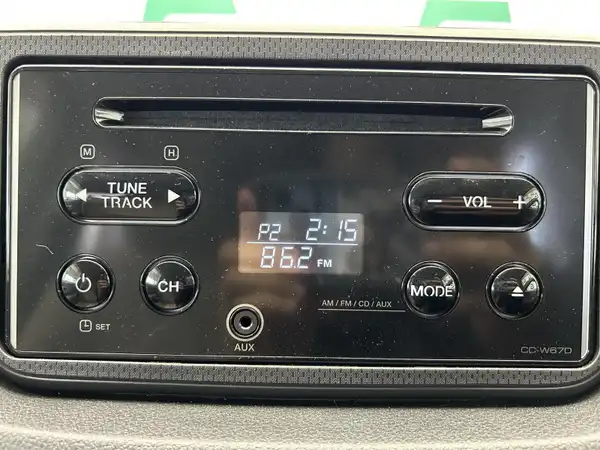 M
H
TUNE
TRACK
P2 2:15
86.2 FM
- VOL +
CH
MODE
SET
AUX
AM / FM / CD / AUX
CC-W67D